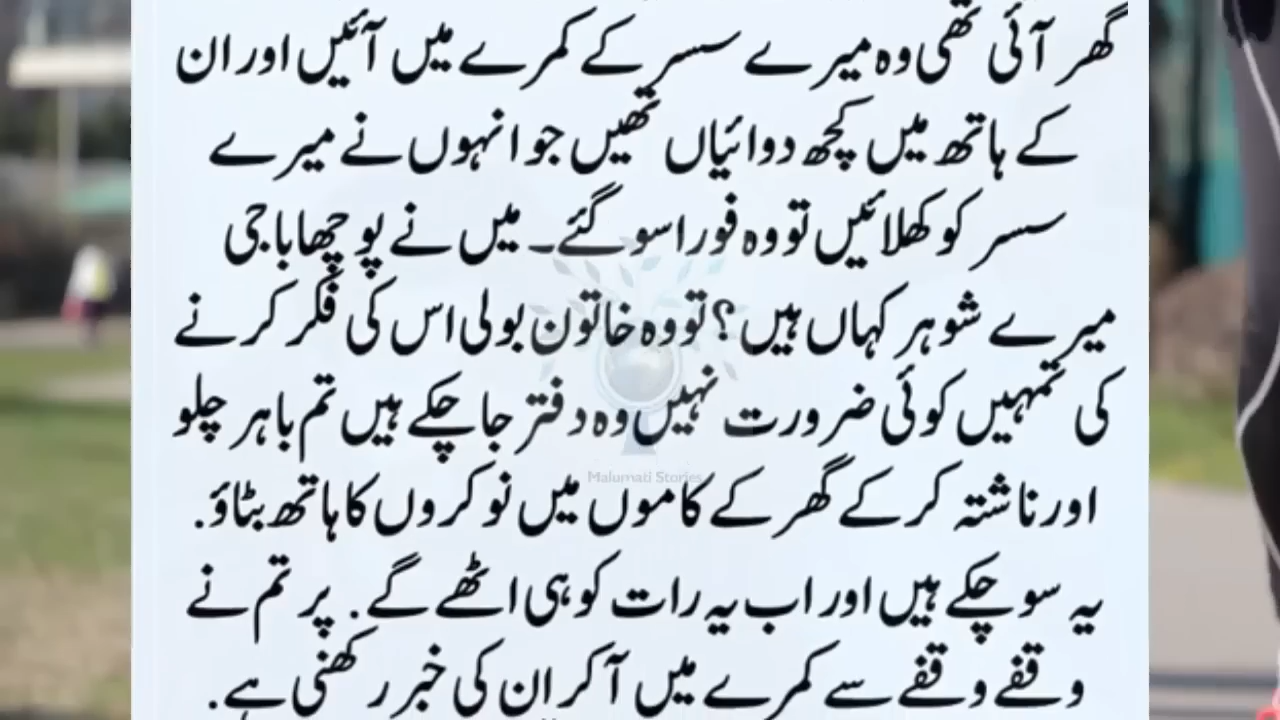 گھر آئی تھی وہ میرے سسر کے کمرے میں آئیں اور ان
کے ہاتھ میں کچھ دوائیاں تھیں جو انہوں نے میرے
سسر کو کھلائیں تو وہ فورا سو گئے۔ میں نے پوچھا باجی
میرے شوہر کہاں ہیں؟ تو وہ خاتون بولی اس کی فکر کرنے
کی تمہیں کوئی ضرورت نہیں وہ دفتر جا چکے ہیں تم باہر چلو
Malumati Stories
اور ناشتہ کر کے گھر کے کاموں میں نوکروں کا ہاتھ بٹاؤ.
یہ سو چکے ہیں اور اب یہ رات کو ہی اٹھے گے. پر تم نے
وقفے وقفے سے کمرے میں آکر ان کی خبر رکھنی ہے.